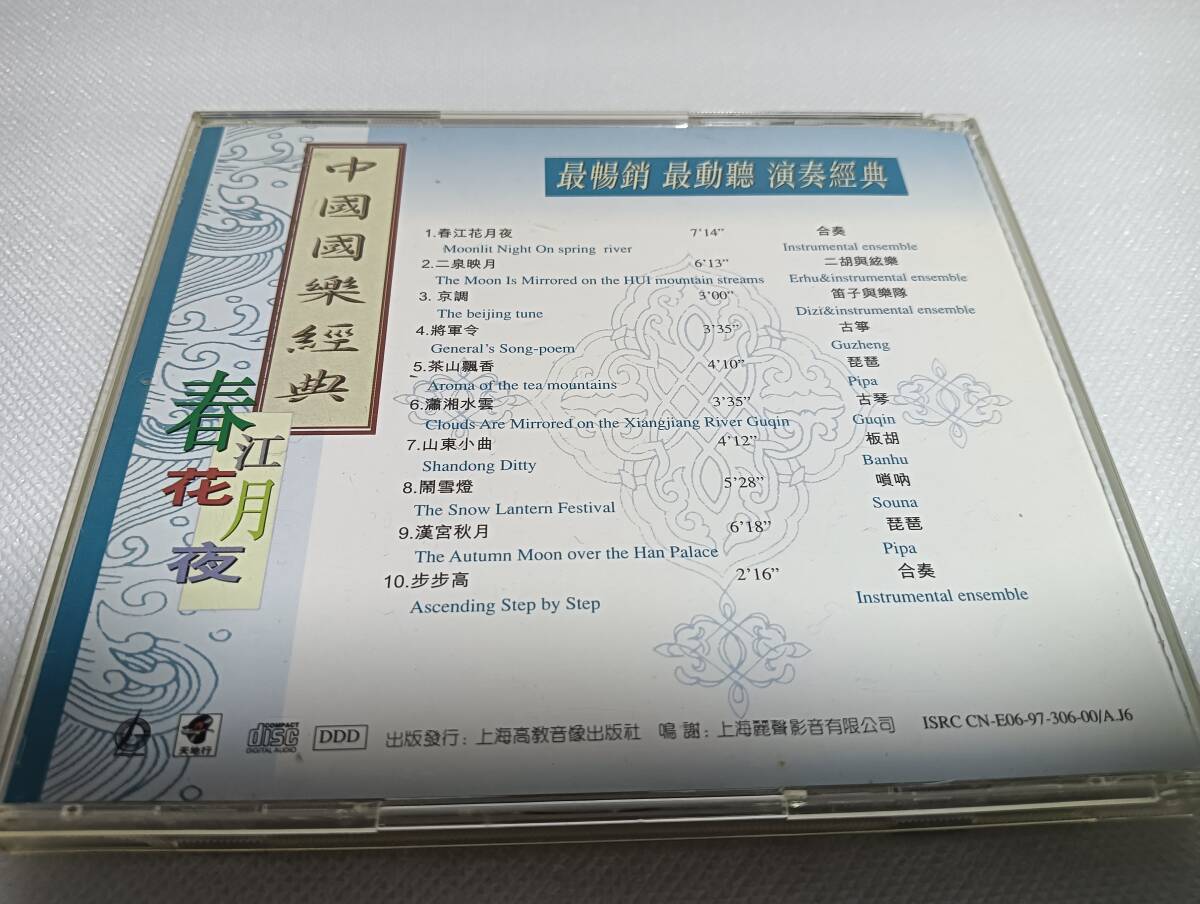 中國國樂經典
春江花月夜
最暢銷 最動聽 演奏經典
1.春江花月夜 7'14" 合奏
Moonlit Night On spring river Instrumental ensemble
2.二泉映月 6'13" 二胡與絃樂
The Moon Is Mirrored on the HUI mountain streams Erhu&instrumental ensemble
3. 京調 3'00" 笛子與樂隊
The beijing tune Dizi&instrumental ensemble
4.將軍令 3'35" 古箏
General's Song-poem Guzheng
5.茶山飄香 4'10" 琵琶
Aroma of the tea mountains Pipa
6.瀟湘水雲 3'35" 古琴
Clouds Are Mirrored on the Xiangjiang River Guqin Guqin
7.山東小曲 4'12" 板胡
Shandong Ditty Banhu
8.鬧雪燈 5'28" 嗩吶
The Snow Lantern Festival Souna
9.漢宮秋月 6'18" 琵琶
The Autumn Moon over the Han Palace Pipa
10.步步高 2'16" 合奏
Ascending Step by Step Instrumental ensemble
天地行
COMPACT disc DIGITAL AUDIO
DDD
出版發行: 上海高教音像出版社 鳴 謝: 上海麗聲影音有限公司 ISRC CN-E06-97-306-00/A.J6